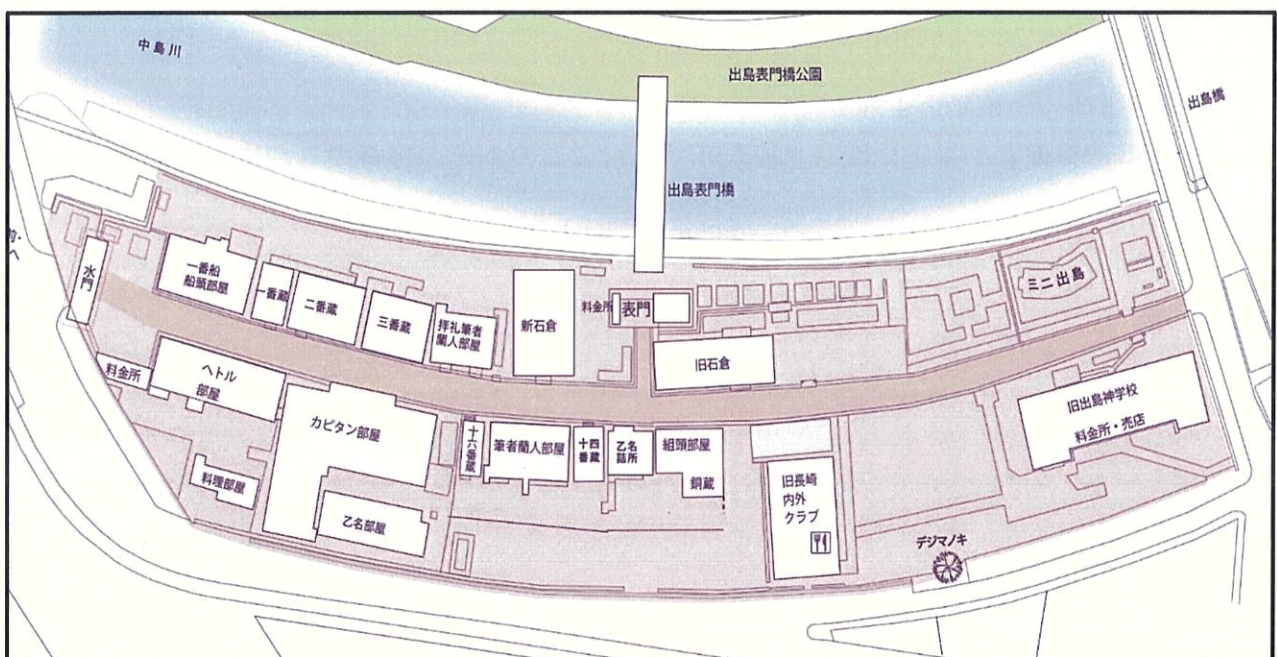 中島川
出島表門橋公園
出島橋
出島表門橋
水門
一番船
船頭部屋
一番蔵
二番蔵
三番蔵
拝礼筆者
蘭人部屋
新石倉
料金所
表門
旧石倉
ミニ出島
料金所
ヘトル
部屋
カピタン部屋
十六番蔵
筆者蘭人部屋
十四
番蔵
乙名
詰所
組頭部屋
銅蔵
旧長崎
内外
クラブ
旧出島神学校
料金所・売店
料理部屋
乙名部屋
デジマノキ